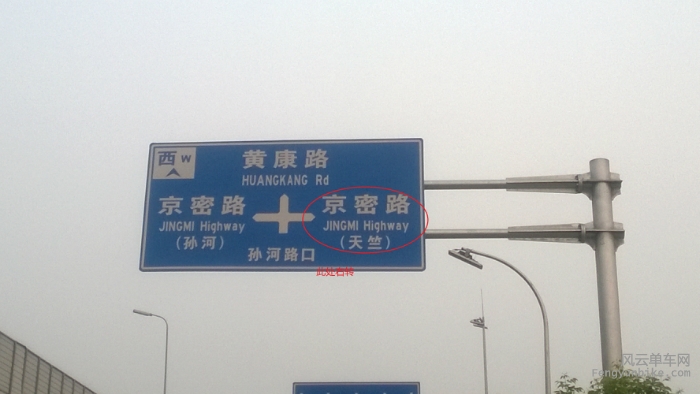 西 W
黄康路
HUANGKANG Rd
京密路
JINGMI Highway
(孙河)
京密路
JINGMI Highway
(天竺)
孙河路口
此处右转
风云单车网
Fengyunbike.com